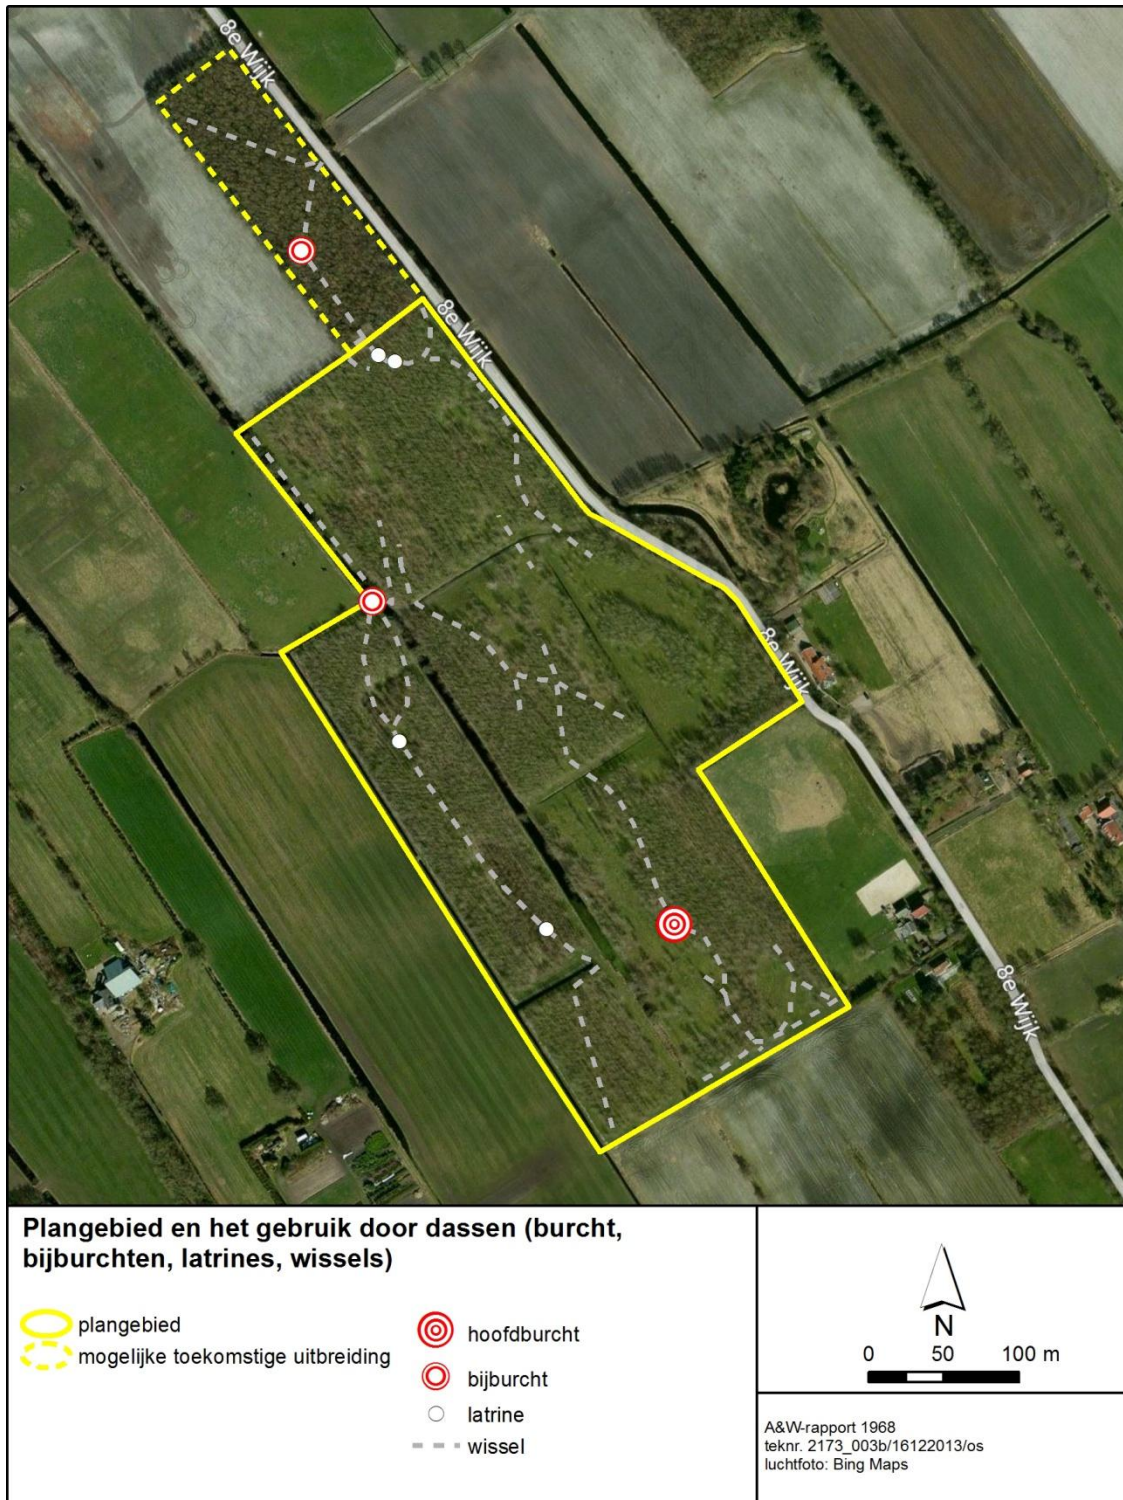 8e Wijk
8e Wijk
8e Wijk
8e Wijk
Plangebied en het gebruik door dassen (burcht,
bijburchten, latrines, wissels)
plangebied
mogelijke toekomstige uitbreiding
hoofdburcht
bijburcht
latrine
wissel
N
0 50 100 m
A&W-rapport 1968
teknr. 2173_003b/16122013/os
luchtfoto: Bing Maps